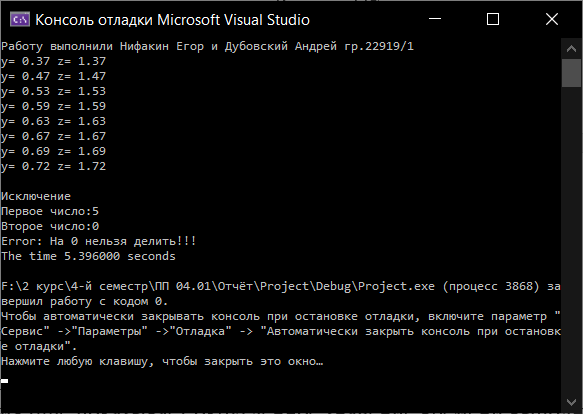 Консоль отладки Microsoft Visual Studio
Работу выполнили Нифакин Егор и Дубовский Андрей гр.22919/1
y= 0.37 z= 1.37
y= 0.47 z= 1.47
y= 0.53 z= 1.53
y= 0.59 z= 1.59
y= 0.63 z= 1.63
y= 0.67 z= 1.67
y= 0.69 z= 1.69
y= 0.72 z= 1.72
Исключение
Первое число:5
Второе число:0
Error: На 0 нельзя делить!!!
The time 5.396000 seconds
F:\2 курс\4-й семестр\ПП 04.01\Отчёт\Project\Debug\Project.exe (процесс 3868) за
вершил работу с кодом 0.
Чтобы автоматически закрывать консоль при остановке отладки, включите параметр "
Сервис" ->"Параметры" ->"Отладка" -> "Автоматически закрыть консоль при остановк
е отладки".
Нажмите любую клавишу, чтобы закрыть это окно…